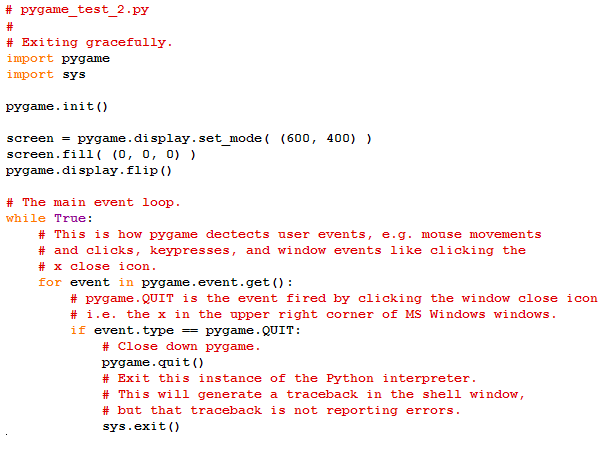 # pygame_test_2.py
#
# Exiting gracefully.
import pygame
import sys

pygame.init()

screen = pygame.display.set_mode( (600, 400) )
screen.fill( (0, 0, 0) )
pygame.display.flip()

# The main event loop.
while True:
    # This is how pygame dectects user events, e.g. mouse movements
    # and clicks, keypresses, and window events like clicking the
    # x close icon.
    for event in pygame.event.get():
        # pygame.QUIT is the event fired by clicking the window close icon
        # i.e. the x in the upper right corner of MS Windows windows.
        if event.type == pygame.QUIT:
            # Close down pygame.
            pygame.quit()
            # Exit this instance of the Python interpreter.
            # This will generate a traceback in the shell window,
            # but that traceback is not reporting errors.
            sys.exit()